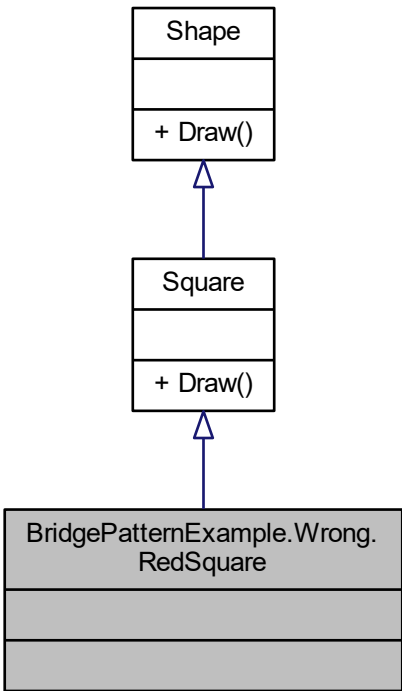 Shape
+ Draw()
Square
+ Draw()
BridgePatternExample.Wrong.
RedSquare